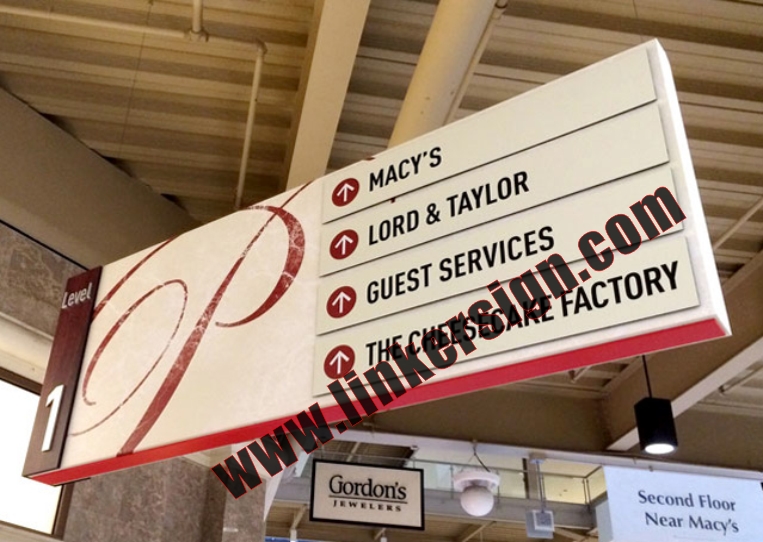 MACY'S
LORD & TAYLOR
GUEST SERVICES
THE CHEESECAKE FACTORY
Level
1
P
www.linkersign.com
Gordon's
JEWELERS
Second Floor
Near Macy's